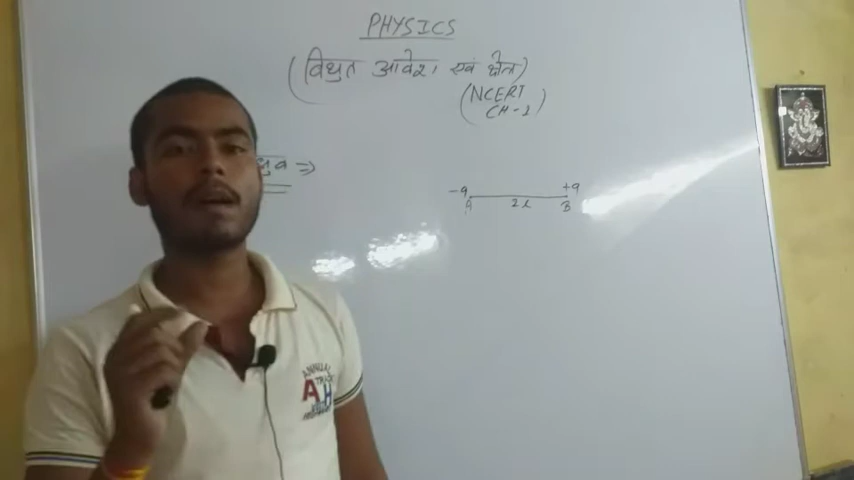 PHYSICS
(विधुत आवेश एवं क्षेत्र)
(NCERT
CH-1)
ध्रुव ⇒
-q +q
A 2l B
A H